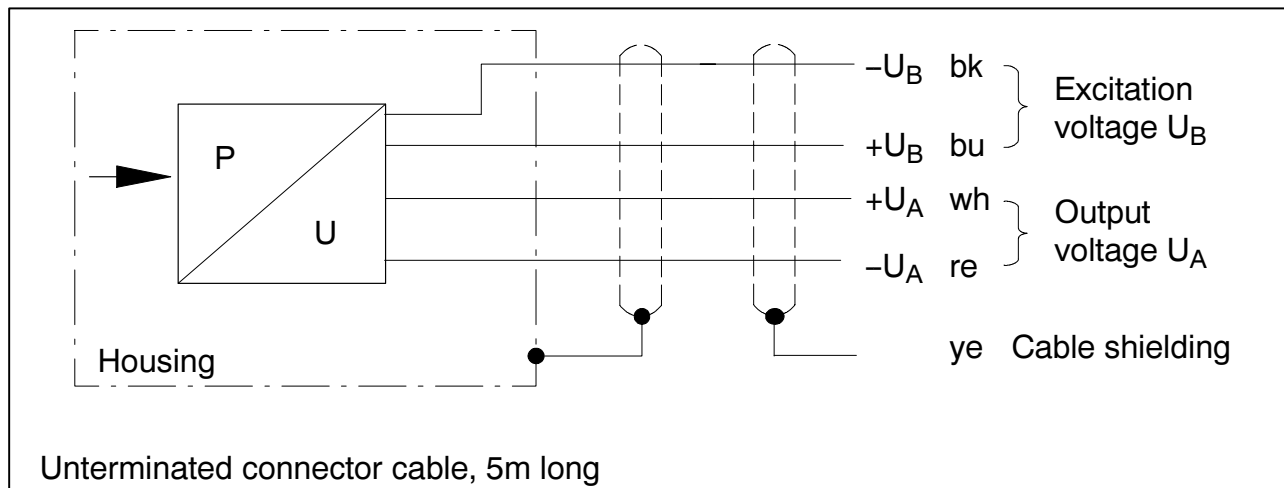 −UB bk
Excitation
voltage UB
+UB bu
P
+UA wh
Output
voltage UA
U
−UA re
Housing
ye Cable shielding
Unterminated connector cable, 5m long